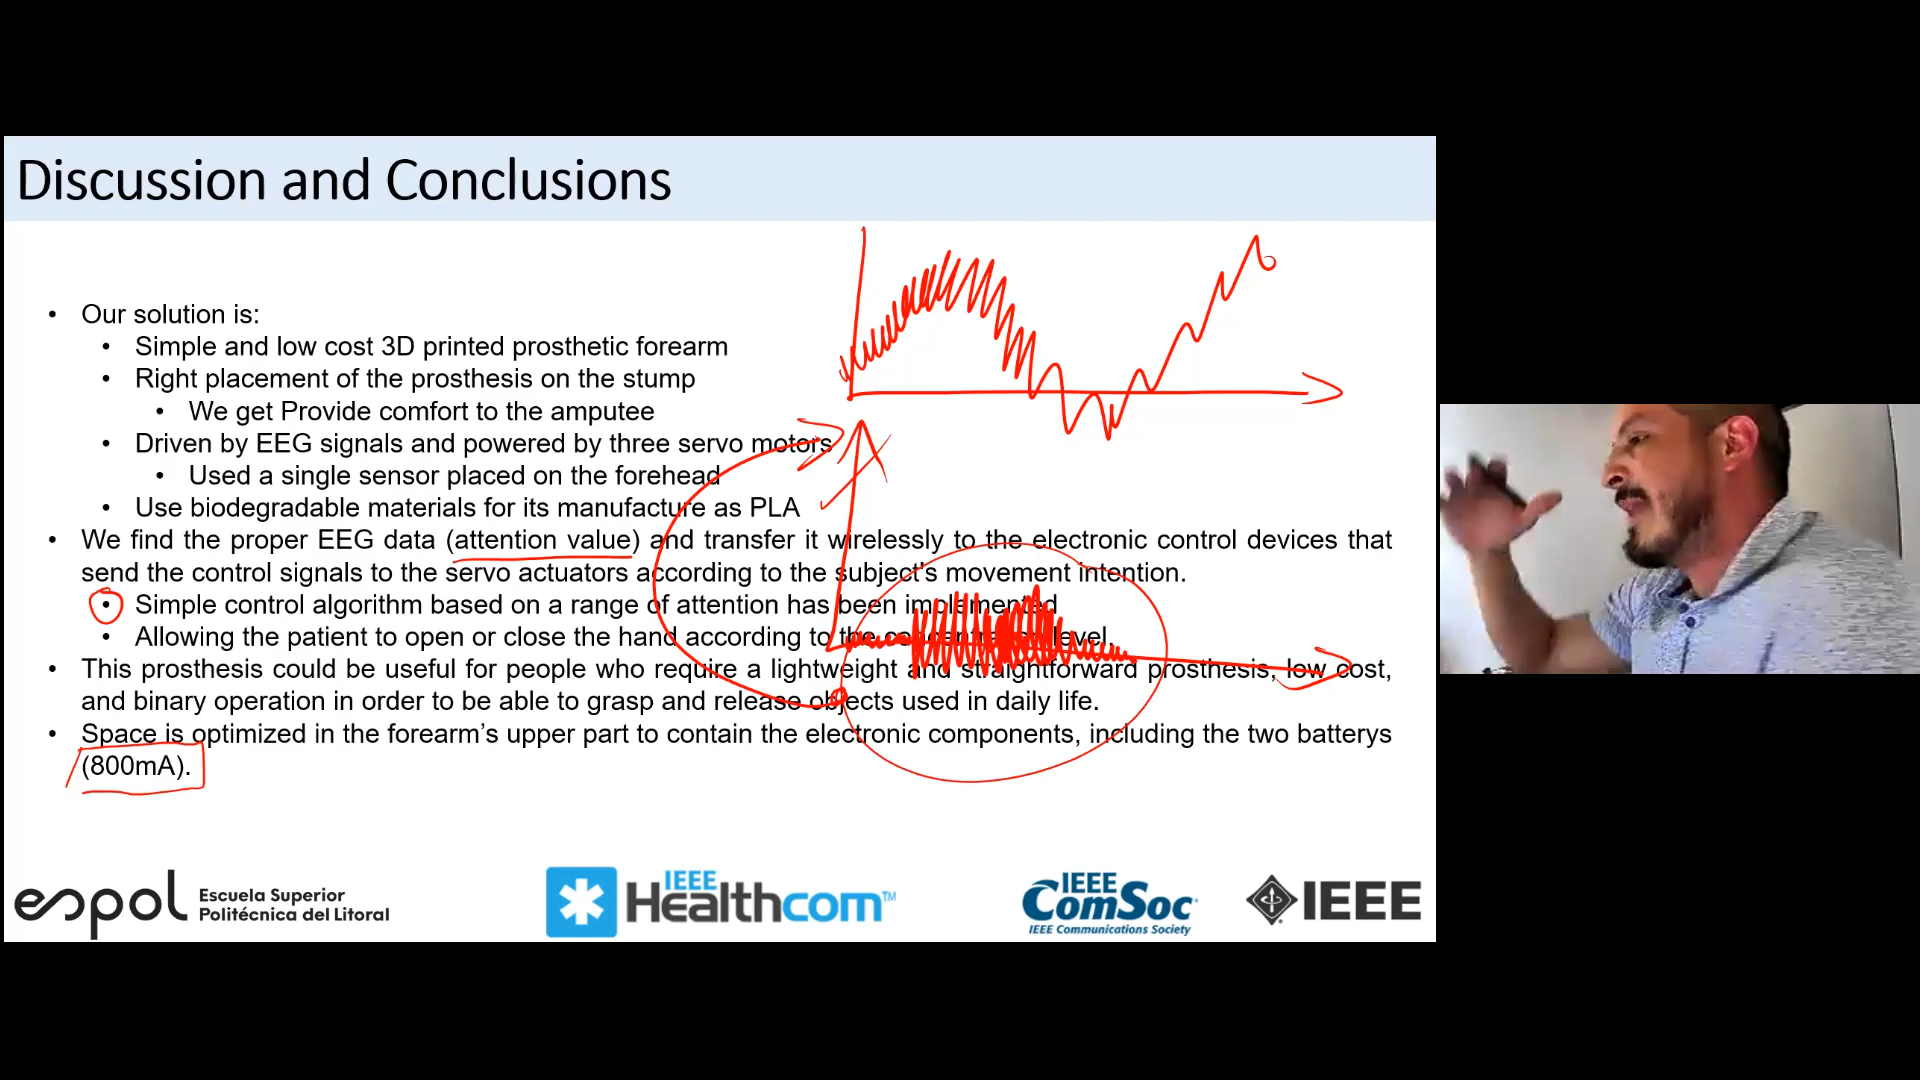 Discussion and Conclusions
• Our solution is:
• Simple and low cost 3D printed prosthetic forearm
• Right placement of the prosthesis on the stump
• We get Provide comfort to the amputee
• Driven by EEG signals and powered by three servo motors
• Used a single sensor placed on the forehead
• Use biodegradable materials for its manufacture as PLA
• We find the proper EEG data (attention value) and transfer it wirelessly to the electronic control devices that
send the control signals to the servo actuators according to the subject's movement intention.
• Simple control algorithm based on a range of attention has been implemented
• Allowing the patient to open or close the hand according to the concentration level.
• This prosthesis could be useful for people who require a lightweight and straightforward prosthesis, low cost,
and binary operation in order to be able to grasp and release objects used in daily life.
• Space is optimized in the forearm’s upper part to contain the electronic components, including the two batterys
(800mA).
espol Escuela Superior
Politécnica del Litoral
IEEE
Healthcom™
IEEE
ComSoc
IEEE Communications Society
IEEE